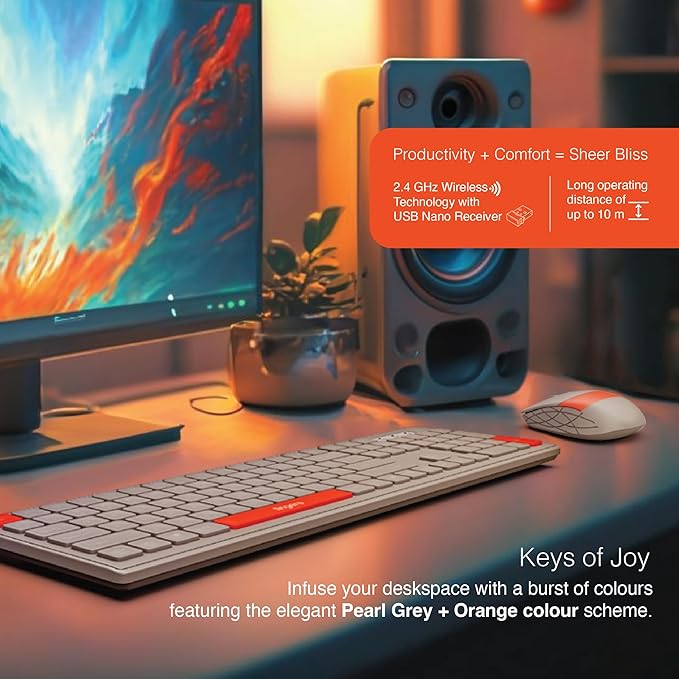 Productivity + Comfort = Sheer Bliss
2.4 GHz Wireless
Technology with
USB Nano Receiver
Long operating
distance of
up to 10 m
Keys of Joy
Infuse your deskspace with a burst of colours
featuring the elegant Pearl Grey + Orange colour scheme.